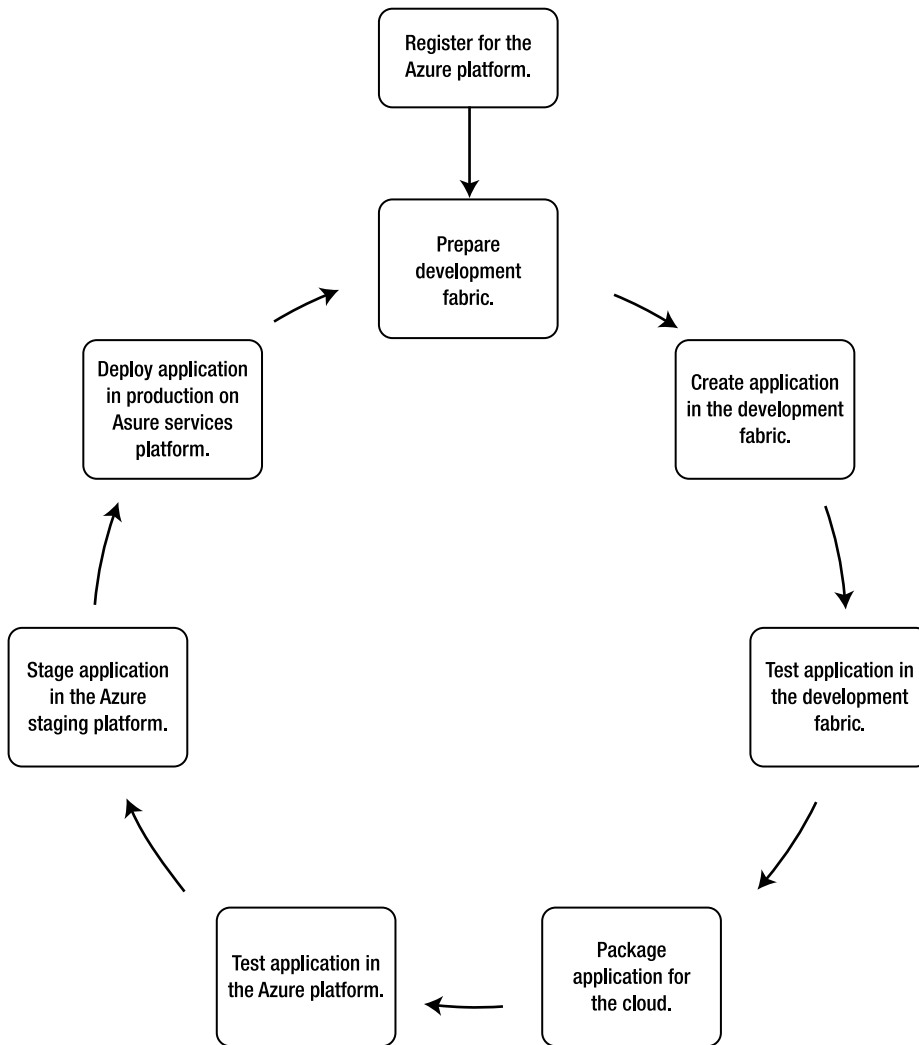 Register for the
Azure platform.
Prepare
development
fabric.
Create application
in the development
fabric.
Test application in
the development
fabric.
Package
application for
the cloud.
Test application in
the Azure platform.
Stage application
in the Azure
staging platform.
Deploy application
in production on
Asure services
platform.